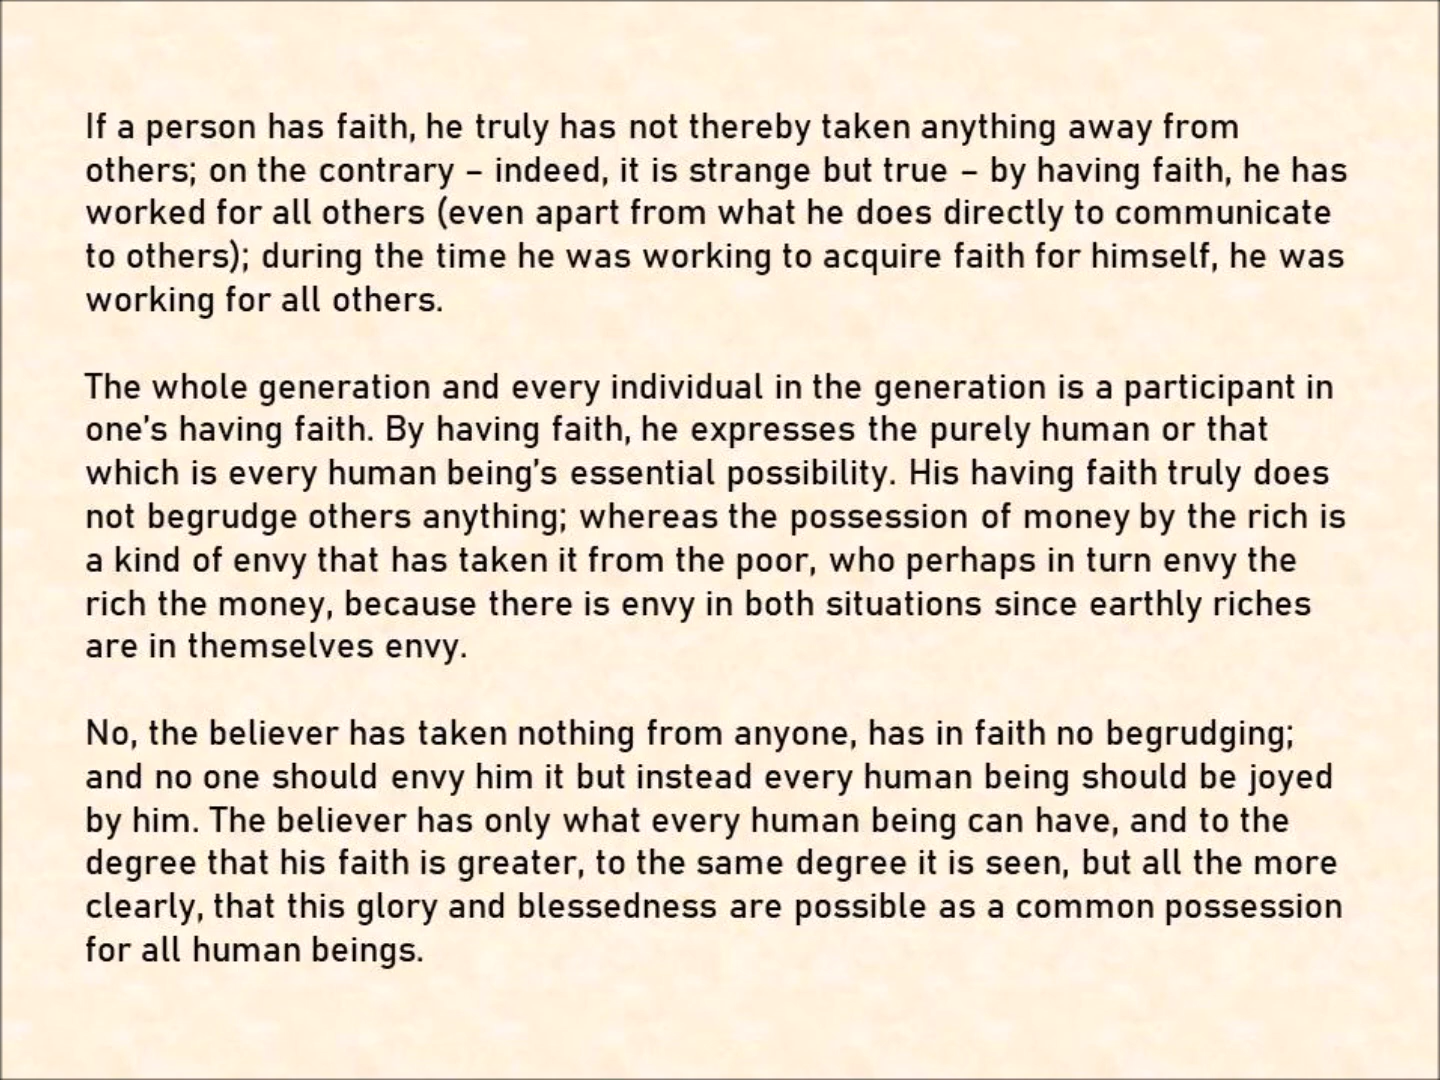 If a person has faith, he truly has not thereby taken anything away from
others; on the contrary – indeed, it is strange but true – by having faith, he has
worked for all others (even apart from what he does directly to communicate
to others); during the time he was working to acquire faith for himself, he was
working for all others.
The whole generation and every individual in the generation is a participant in
one's having faith. By having faith, he expresses the purely human or that
which is every human being's essential possibility. His having faith truly does
not begrudge others anything; whereas the possession of money by the rich is
a kind of envy that has taken it from the poor, who perhaps in turn envy the
rich the money, because there is envy in both situations since earthly riches
are in themselves envy.
No, the believer has taken nothing from anyone, has in faith no begrudging;
and no one should envy him it but instead every human being should be joyed
by him. The believer has only what every human being can have, and to the
degree that his faith is greater, to the same degree it is seen, but all the more
clearly, that this glory and blessedness are possible as a common possession
for all human beings.